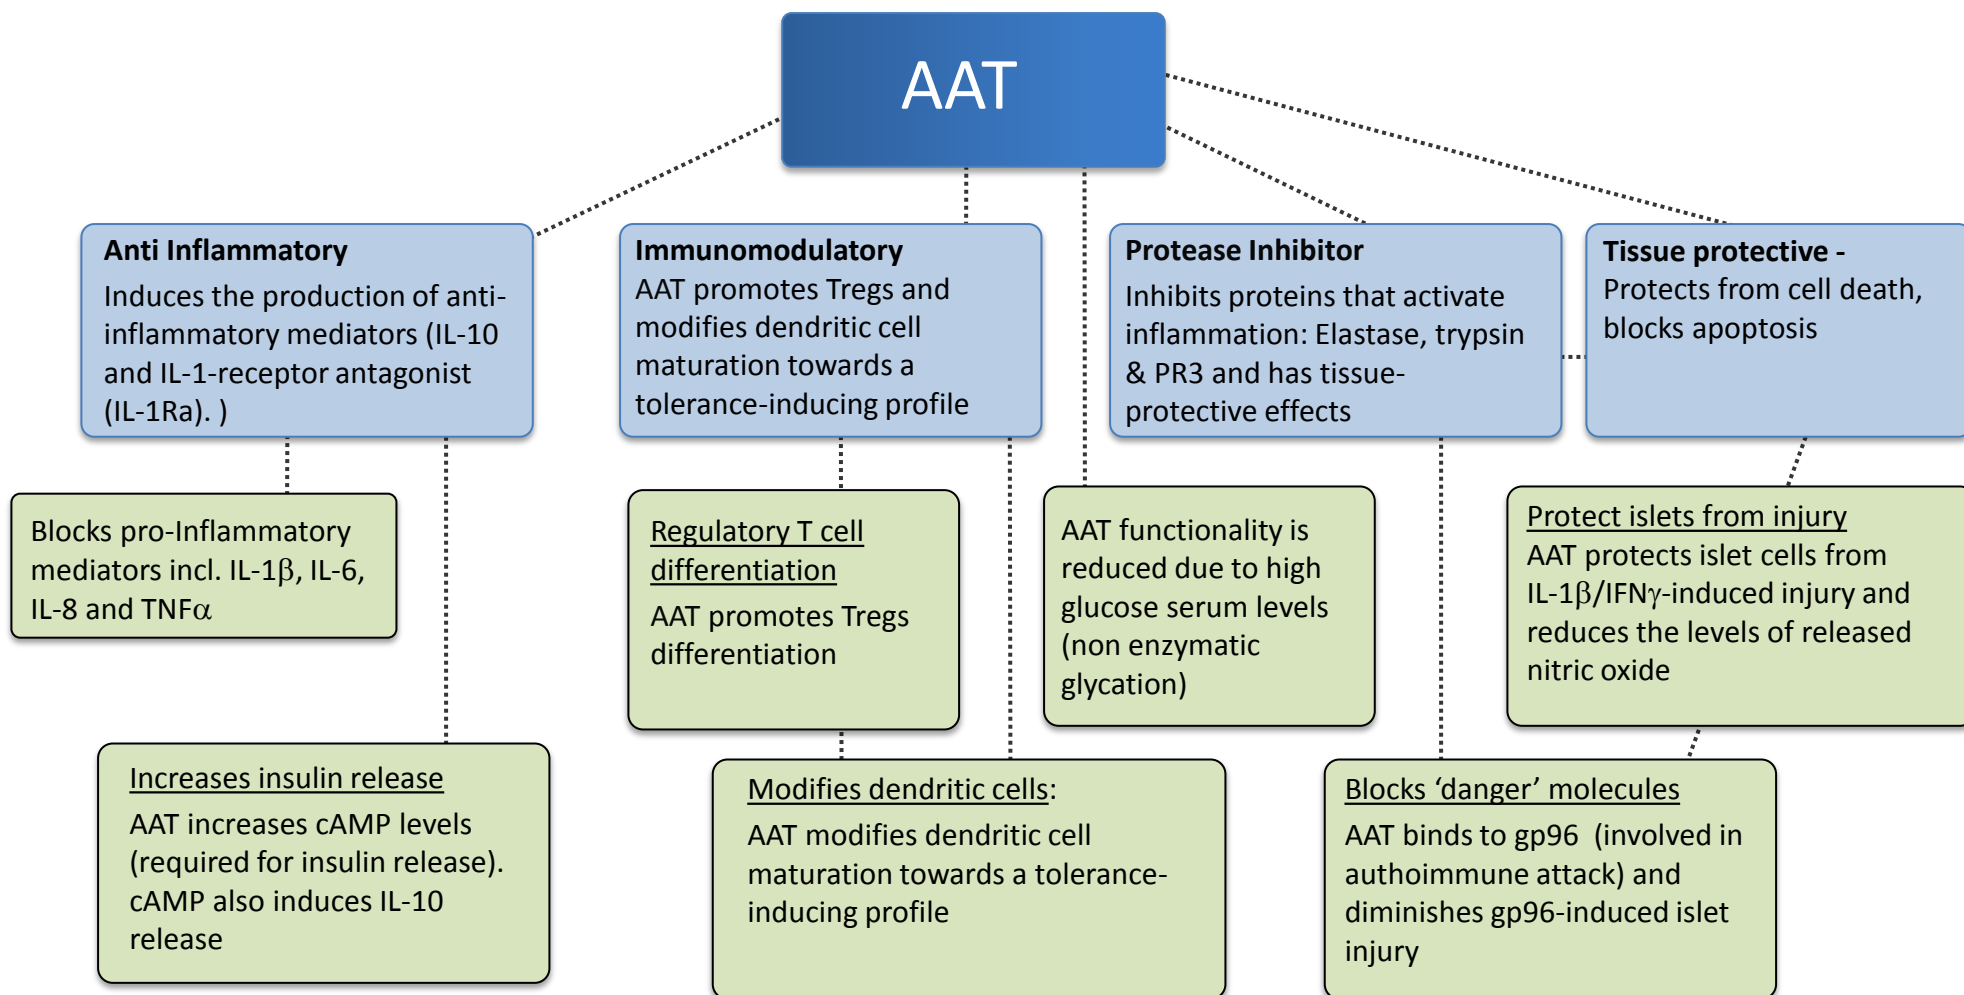 AAT
Anti Inflammatory
Induces the production of anti-
inflammatory mediators (IL-10
and IL-1-receptor antagonist
(IL-1Ra). )
Immunomodulatory
AAT promotes Tregs and
modifies dendritic cell
maturation towards a
tolerance-inducing profile
Protease Inhibitor
Inhibits proteins that activate
inflammation: Elastase, trypsin
& PR3 and has tissue-
protective effects
Tissue protective -
Protects from cell death,
blocks apoptosis
Blocks pro-Inflammatory
mediators incl. IL-1β, IL-6,
IL-8 and TNFα
Regulatory T cell
differentiation
AAT promotes Tregs
differentiation
AAT functionality is
reduced due to high
glucose serum levels
(non enzymatic
glycation)
Protect islets from injury
AAT protects islet cells from
IL-1β/IFNγ-induced injury and
reduces the levels of released
nitric oxide
Increases insulin release
AAT increases cAMP levels
(required for insulin release).
cAMP also induces IL-10
release
Modifies dendritic cells:
AAT modifies dendritic cell
maturation towards a tolerance-
inducing profile
Blocks ‘danger’ molecules
AAT binds to gp96 (involved in
authoimmune attack) and
diminishes gp96-induced islet
injury